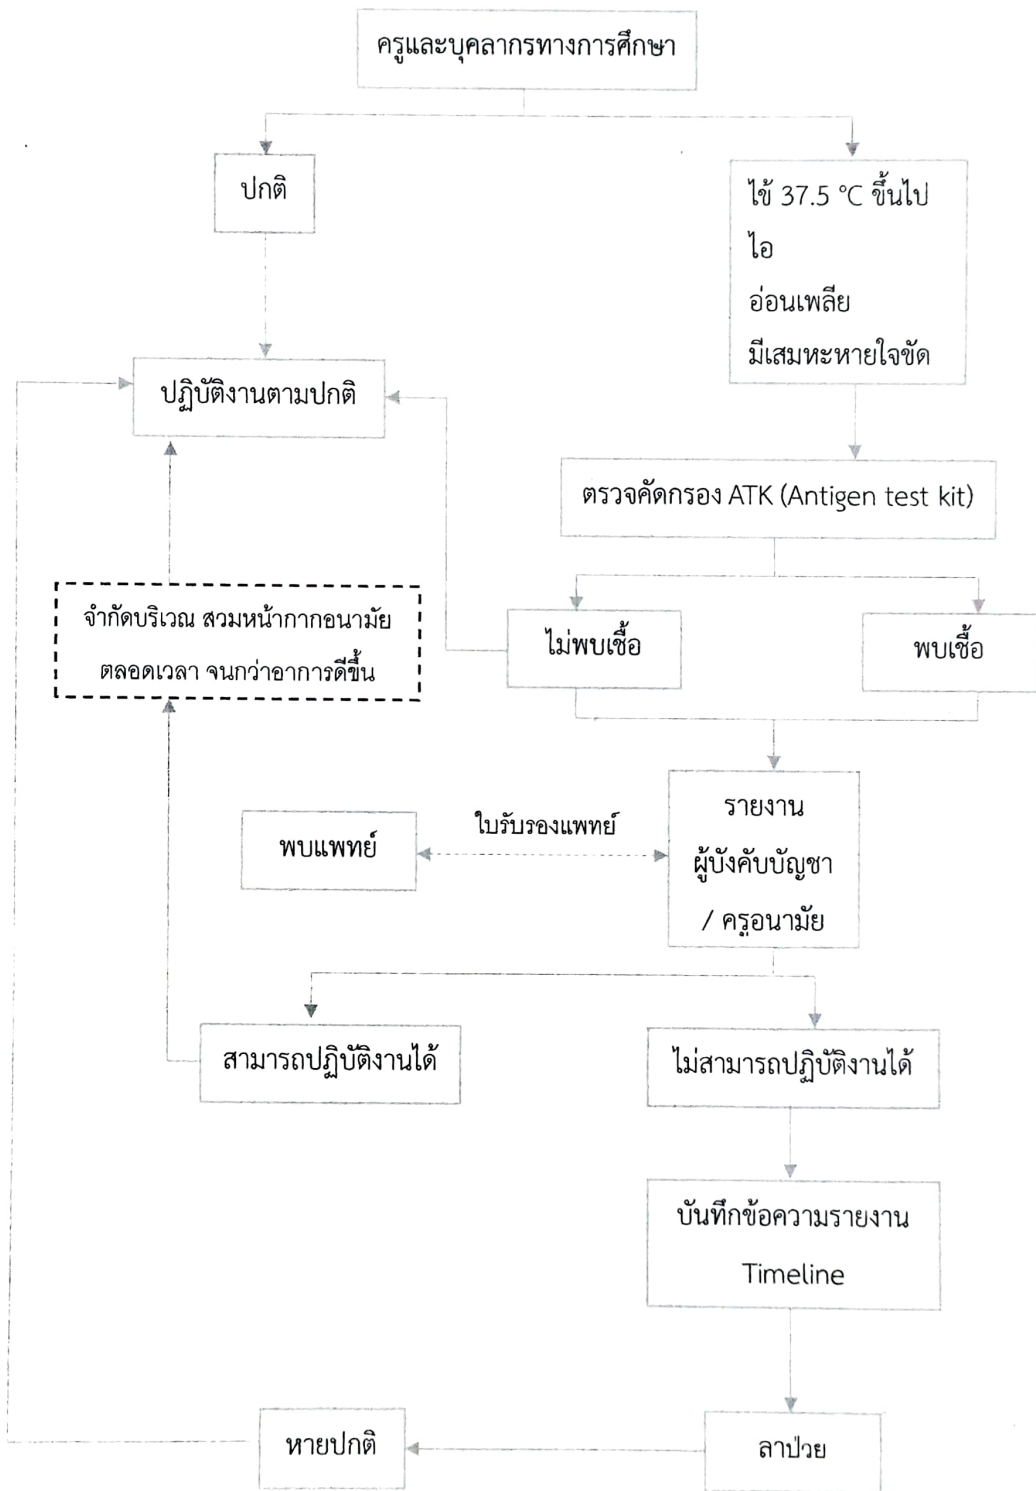 ครูและบุคลากรทางการศึกษา
ปกติ
ไข้ 37.5 °C ขึ้นไป
ไอ
อ่อนเพลีย
มีเสมหะหายใจขัด
ปฏิบัติงานตามปกติ
ตรวจคัดกรอง ATK (Antigen test kit)
จำกัดบริเวณ สวมหน้ากากอนามัย
ตลอดเวลา จนกว่าอาการดีขึ้น
ไม่พบเชื้อ
พบเชื้อ
รายงาน
ผู้บังคับบัญชา
/ ครูอนามัย
ใบรับรองแพทย์
พบแพทย์
สามารถปฏิบัติงานได้
ไม่สามารถปฏิบัติงานได้
บันทึกข้อความรายงาน
Timeline
หายปกติ
ลาป่วย